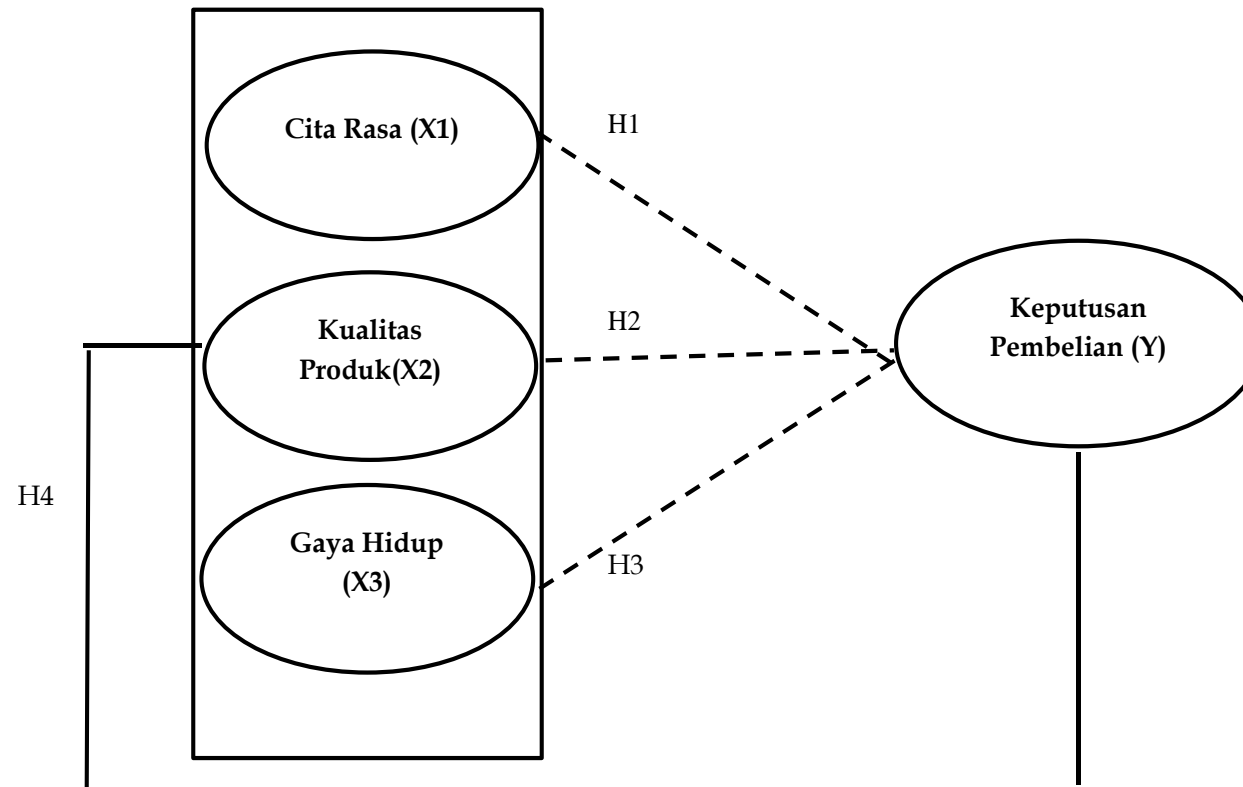 Cita Rasa (X1)
H1
Kualitas
Produk(X2)
H2
Keputusan
Pembelian (Y)
H4
Gaya Hidup
(X3)
H3